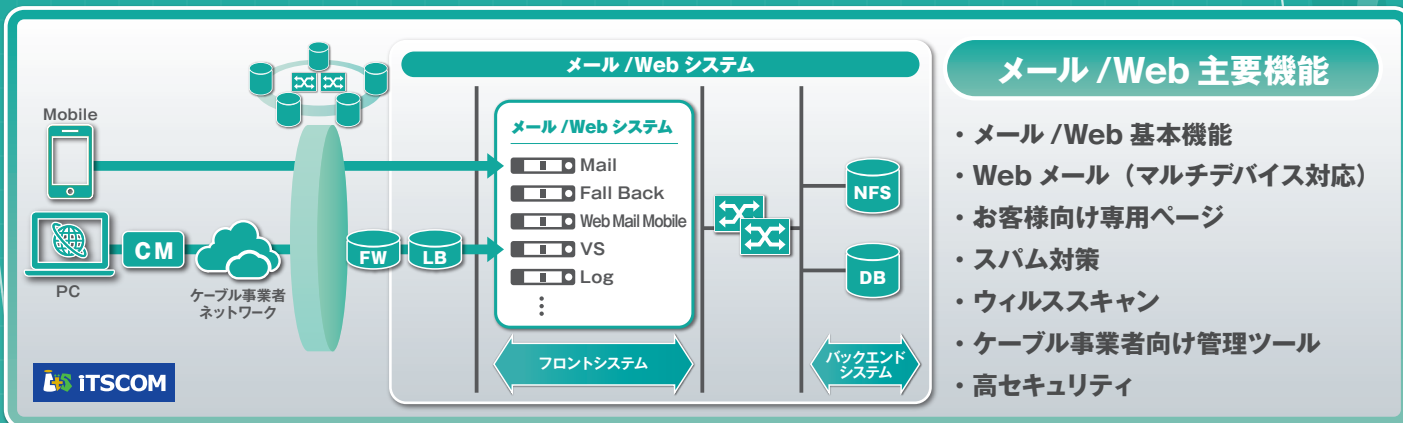 メール /Web システム
メール /Web 主要機能
Mobile
メール /Web システム
Mail
・メール /Web 基本機能
Fall Back
・Web メール（マルチデバイス対応）
NFS
Web Mail Mobile
・お客様向け専用ページ
CM
FW
LB
VS
・スパム対策
PC
Log
DB
ケーブル事業者
ネットワーク
・ウィルススキャン
・ケーブル事業者向け管理ツール
フロントシステム
バックエンド
システム
iTSCOM
・高セキュリティ